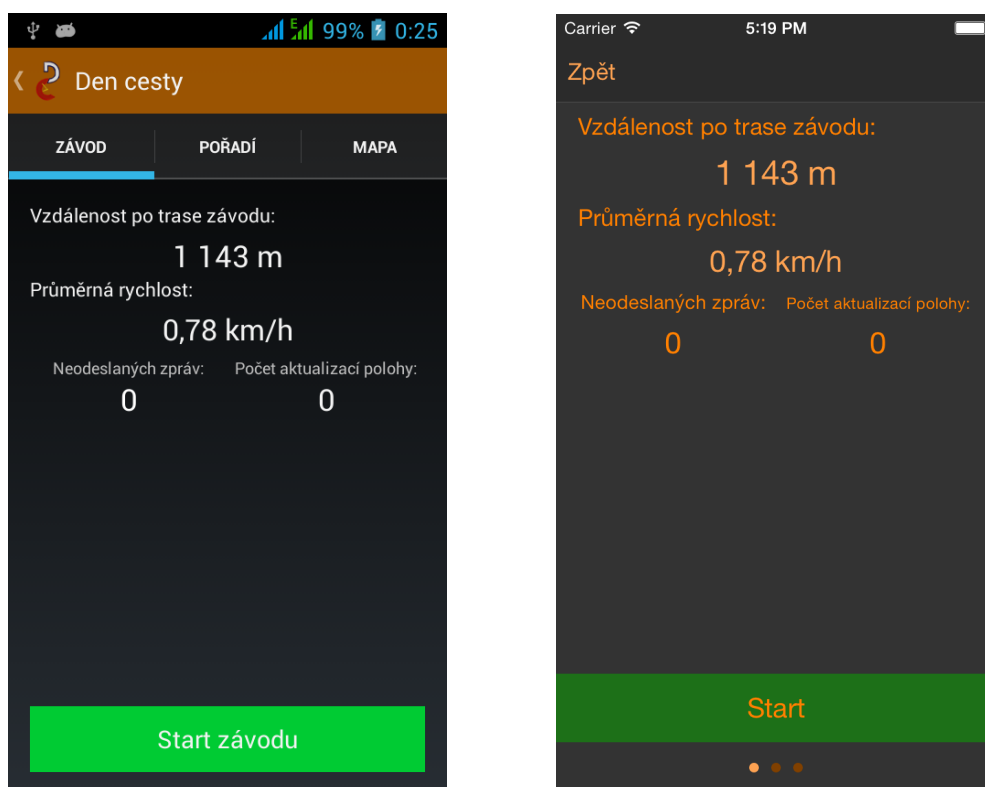 E 99% 0:25
Den cesty
ZÁVOD POŘADÍ MAPA
Vzdálenost po trase závodu:
1 143 m
Průměrná rychlost:
0,78 km/h
Neodeslaných zpráv: Počet aktualizací polohy:
0 0
Start závodu
Carrier 5:19 PM
Zpět
Vzdálenost po trase závodu:
1 143 m
Průměrná rychlost:
0,78 km/h
Neodeslaných zpráv: Počet aktualizací polohy:
0 0
Start